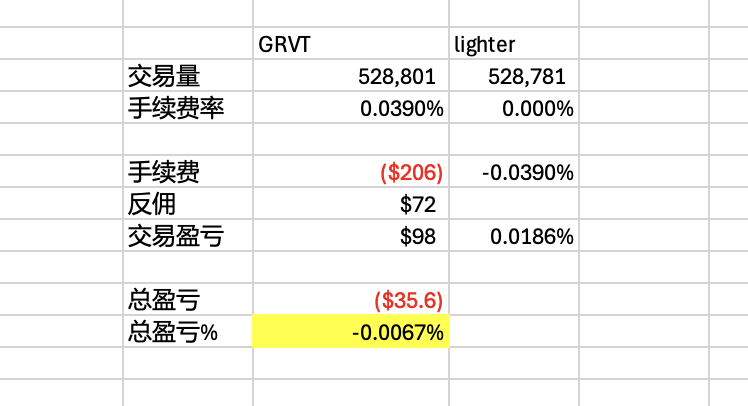 GRVT lighter
交易量 528,801 528,781
手续费率 0.0390% 0.000%
手续费 ($206) -0.0390%
反佣 $72
交易盈亏 $98 0.0186%
总盈亏 ($35.6)
总盈亏% -0.0067%